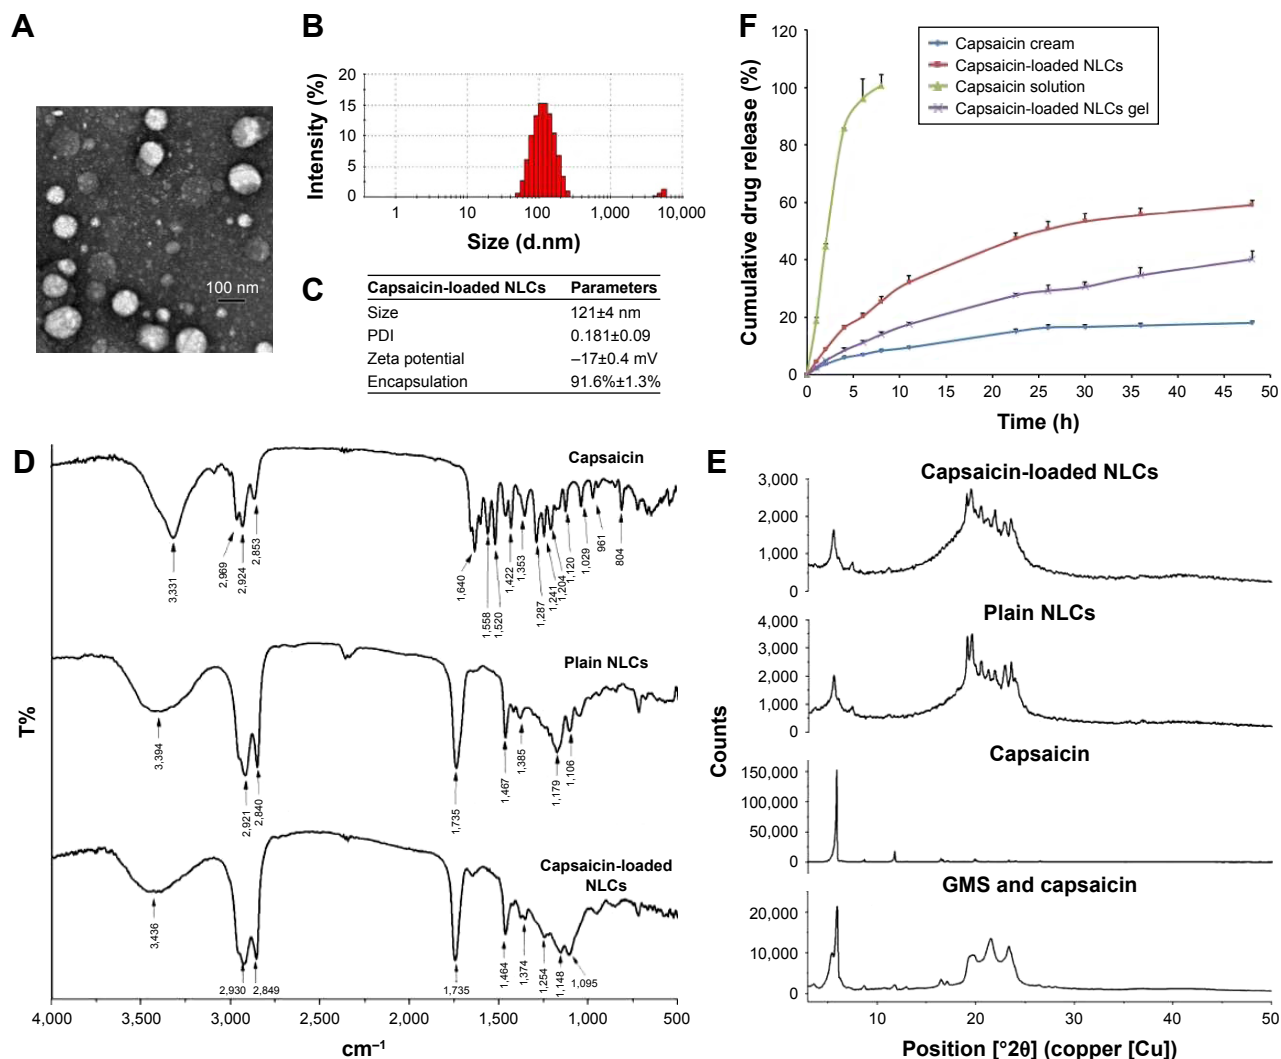 A
100 nm
B
Intensity (%)
20
15
10
5
0
1
10
100
1,000
10,000
Size (d.nm)
C
Capsaicin-loaded NLCs Parameters
Size 121±4 nm
PDI 0.181±0.09
Zeta potential –17±0.4 mV
Encapsulation 91.6%±1.3%
F
Cumulative drug release (%)
120
100
80
60
40
20
0
Capsaicin cream
Capsaicin-loaded NLCs
Capsaicin solution
Capsaicin-loaded NLCs gel
0 5 10 15 20 25 30 35 40 45 50
Time (h)
D
T%
Capsaicin
3,331
2,969
2,924
2,853
1,640
1,558
1,520
1,422
1,353
1,287
1,241
1,204
1,120
1,029
961
804
Plain NLCs
3,394
2,921
2,840
1,735
1,467
1,385
1,179
1,106
Capsaicin-loaded
NLCs
3,436
2,930
2,849
1,735
1,464
1,374
1,254
1,148
1,095
4,000 3,500 3,000 2,500 2,000 1,500 1,000 500
cm–1
E
Counts
Capsaicin-loaded NLCs
3,000
2,000
1,000
0
Plain NLCs
4,000
3,000
2,000
1,000
0
Capsaicin
150,000
100,000
50,000
0
GMS and capsaicin
20,000
10,000
0
10 20 30 40 50
Position [°2θ] (copper [Cu])